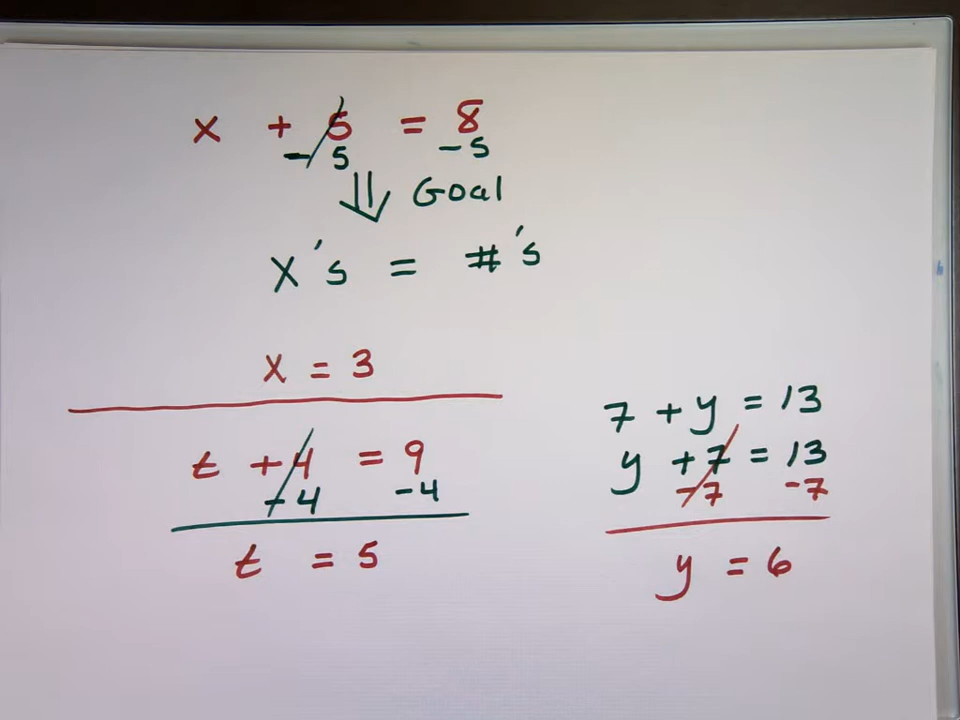 x + 5 = 8
- 5 - 5
Goal
x's = #'s
x = 3
t + 4 = 9
- 4 - 4
t = 5
7 + y = 13
y + 7 = 13
- 7 - 7
y = 6